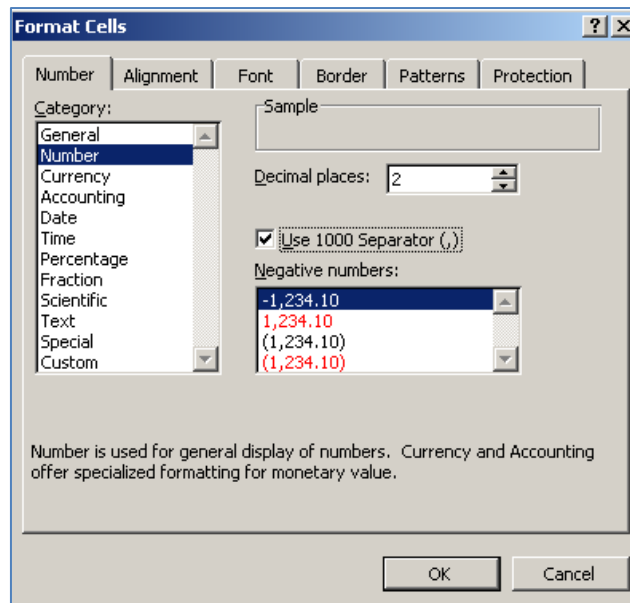 Format Cells
Number Alignment Font Border Patterns Protection
Category:
General
Number
Currency
Accounting
Date
Time
Percentage
Fraction
Scientific
Text
Special
Custom
Sample
Decimal places: 2
Use 1000 Separator (,)
Negative numbers:
-1,234.10
1,234.10
(1,234.10)
(1,234.10)
Number is used for general display of numbers. Currency and Accounting
offer specialized formatting for monetary value.
OK Cancel